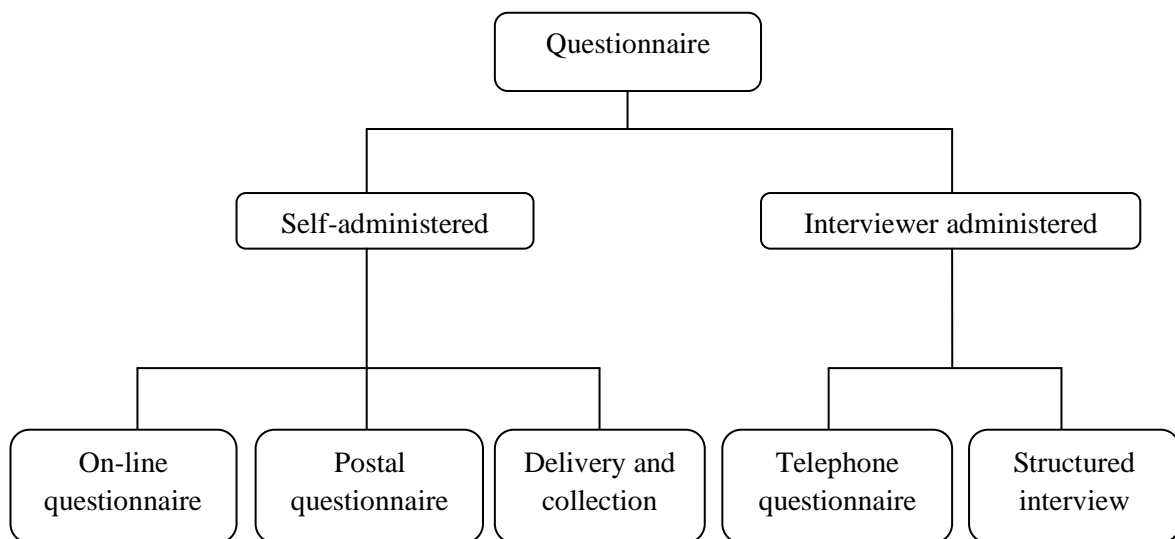 Questionnaire
Self-administered
Interviewer administered
On-line
questionnaire
Postal
questionnaire
Delivery and
collection
Telephone
questionnaire
Structured
interview